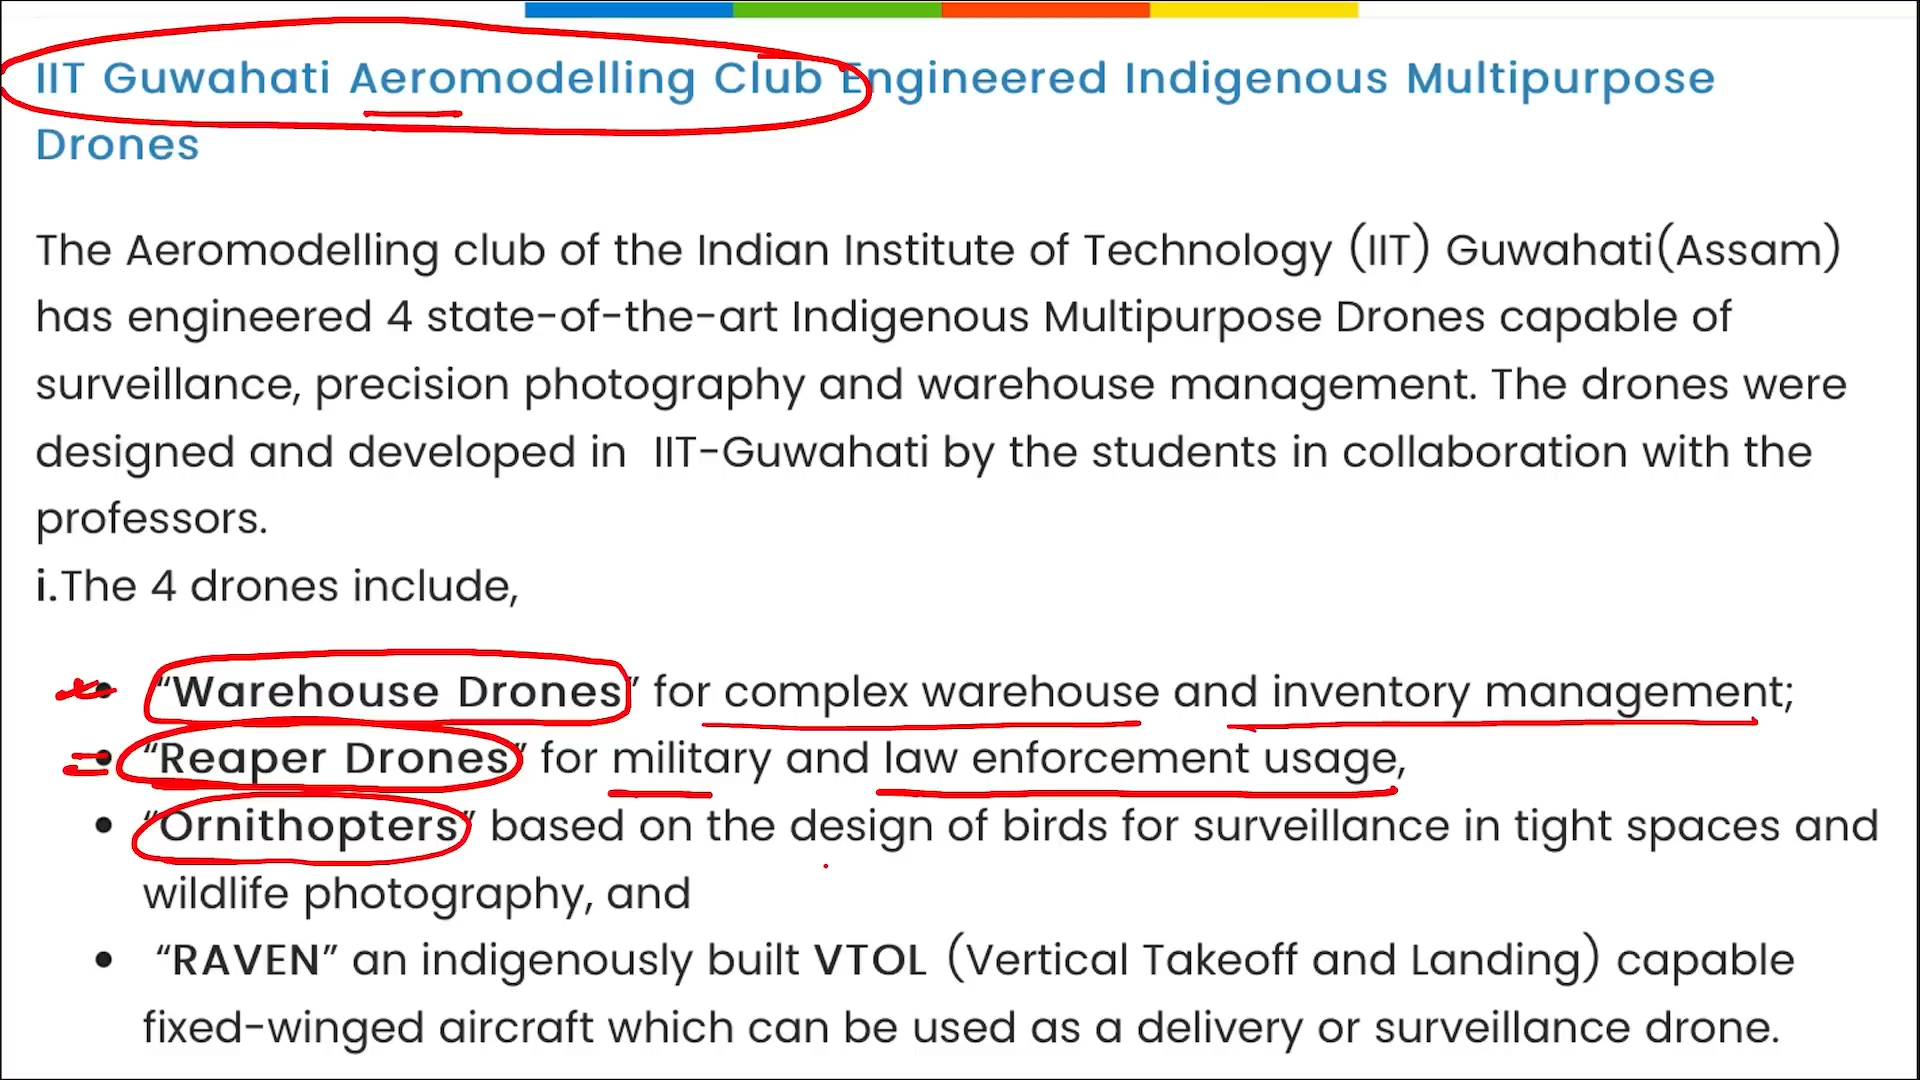 IIT Guwahati Aeromodelling Club Engineered Indigenous Multipurpose
Drones
The Aeromodelling club of the Indian Institute of Technology (IIT) Guwahati(Assam)
has engineered 4 state-of-the-art Indigenous Multipurpose Drones capable of
surveillance, precision photography and warehouse management. The drones were
designed and developed in IIT-Guwahati by the students in collaboration with the
professors.
i.The 4 drones include,
• “Warehouse Drones” for complex warehouse and inventory management;
• “Reaper Drones” for military and law enforcement usage,
• “Ornithopters” based on the design of birds for surveillance in tight spaces and
wildlife photography, and
• “RAVEN” an indigenously built VTOL (Vertical Takeoff and Landing) capable
fixed-winged aircraft which can be used as a delivery or surveillance drone.